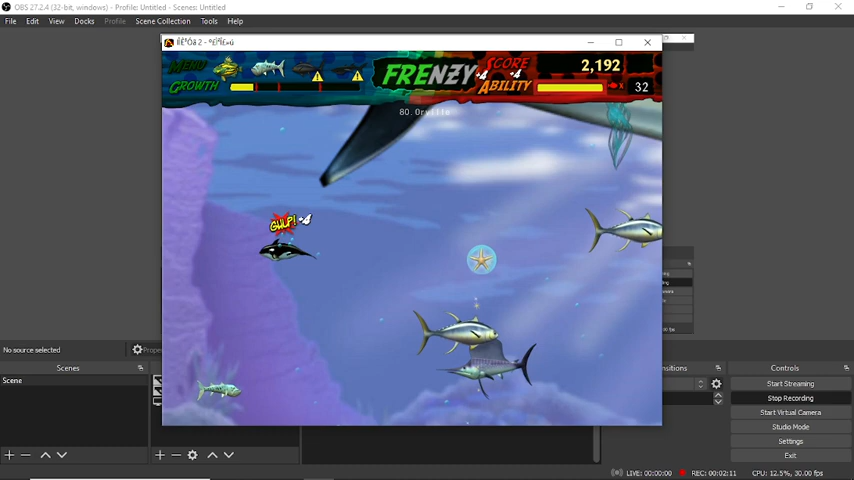 OBS 27.2.4 (32-bit, windows) - Profile: Untitled - Scenes: Untitled
File Edit View Docks Profile Scene Collection Tools Help
MENU
GROWTH
FRENZY
SCORE
ABILITY
2,192
x 32
80. Orville
GULP!
No source selected
Scenes
Scene
Controls
Start Streaming
Stop Recording
Start Virtual Camera
Studio Mode
Settings
Exit
LIVE: 00:00:00 REC: 00:02:11 CPU: 12.5%, 30.00 fps